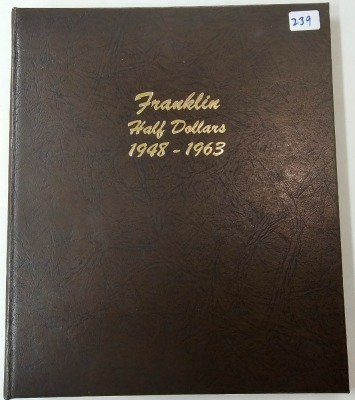 239
Franklin
Half Dollars
1948 - 1963